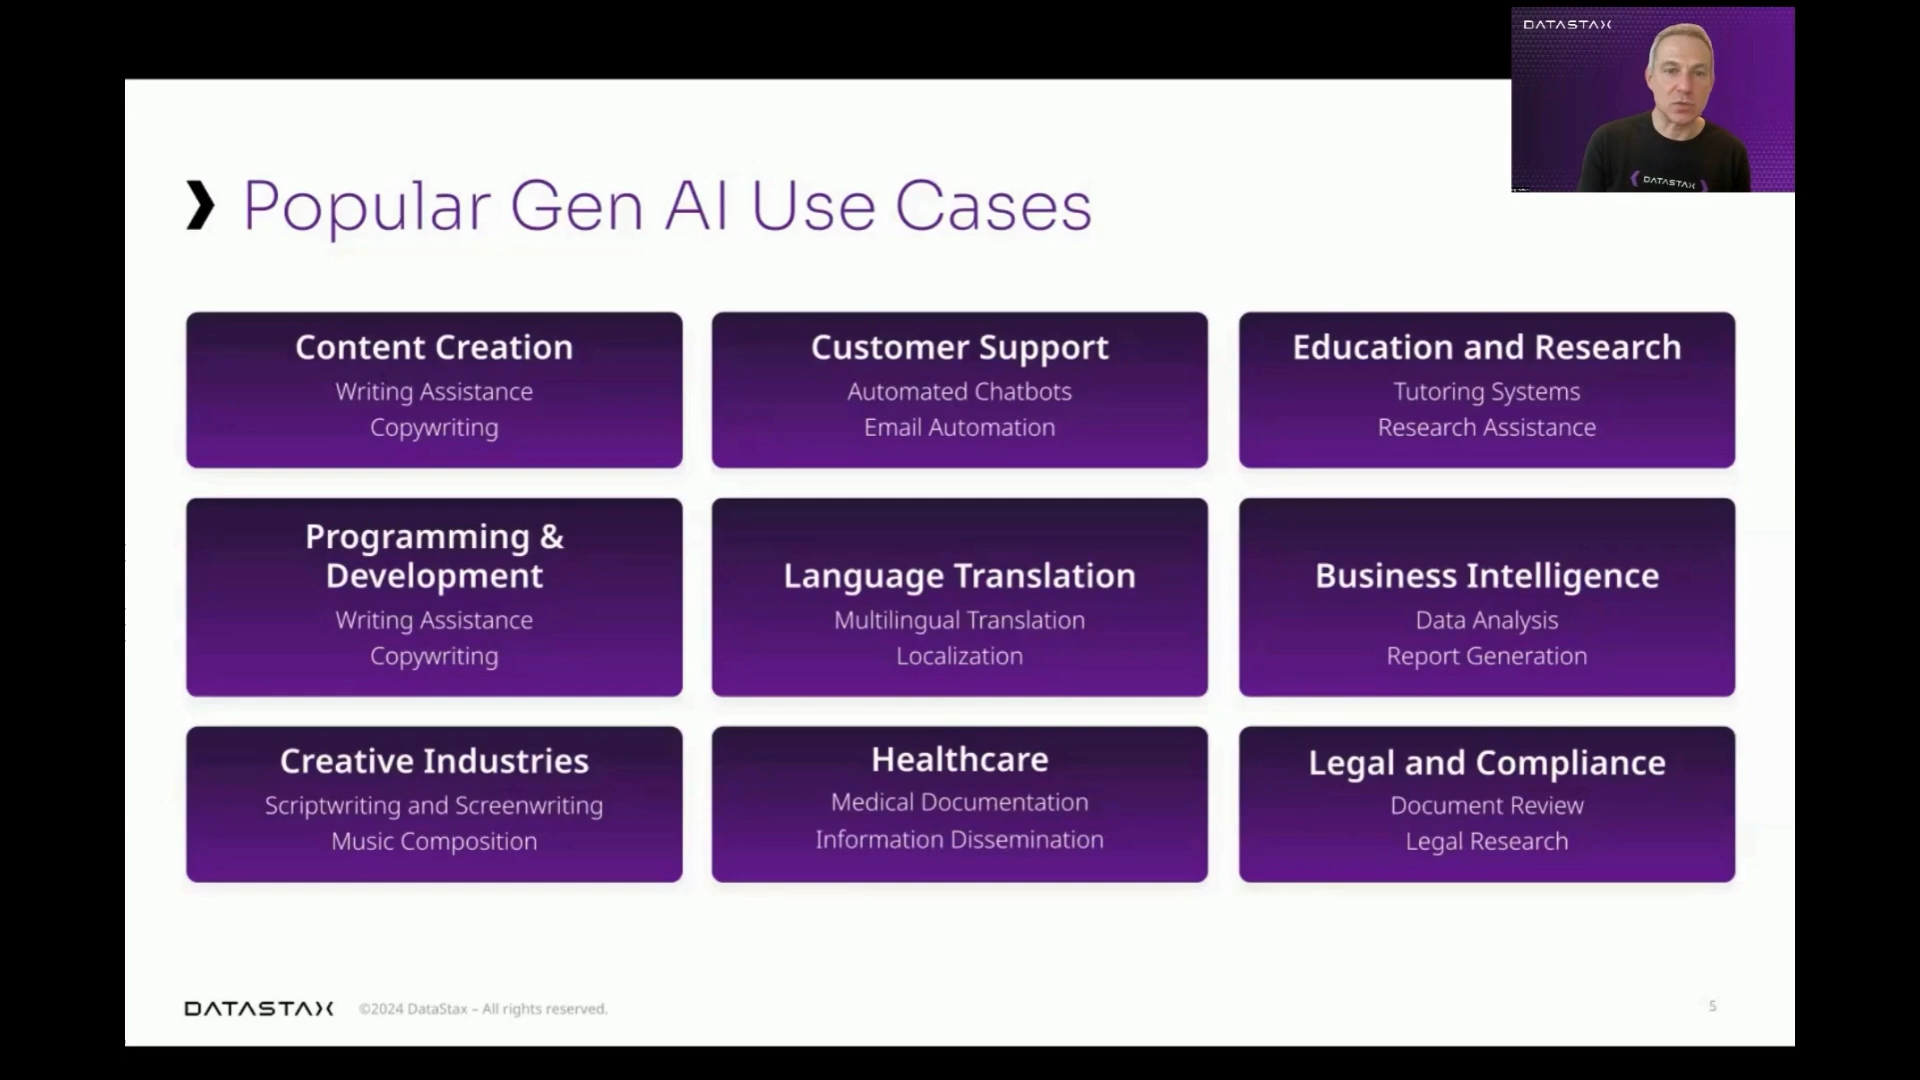 DATASTAX
DATASTAX
Popular Gen AI Use Cases
Content Creation
Writing Assistance
Copywriting
Customer Support
Automated Chatbots
Email Automation
Education and Research
Tutoring Systems
Research Assistance
Programming &
Development
Writing Assistance
Copywriting
Language Translation
Multilingual Translation
Localization
Business Intelligence
Data Analysis
Report Generation
Creative Industries
Scriptwriting and Screenwriting
Music Composition
Healthcare
Medical Documentation
Information Dissemination
Legal and Compliance
Document Review
Legal Research
DATASTAX
©2024 DataStax – All rights reserved.
5